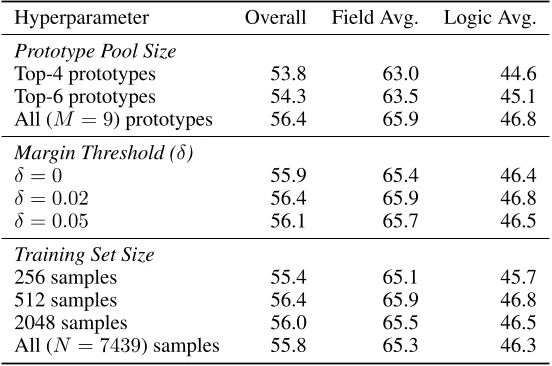 Hyperparameter Overall Field Avg. Logic Avg.
Prototype Pool Size
Top-4 prototypes 53.8 63.0 44.6
Top-6 prototypes 54.3 63.5 45.1
All (M = 9) prototypes 56.4 65.9 46.8
Margin Threshold (δ)
δ = 0 55.9 65.4 46.4
δ = 0.02 56.4 65.9 46.8
δ = 0.05 56.1 65.7 46.5
Training Set Size
256 samples 55.4 65.1 45.7
512 samples 56.4 65.9 46.8
2048 samples 56.0 65.5 46.5
All (N = 7439) samples 55.8 65.3 46.3